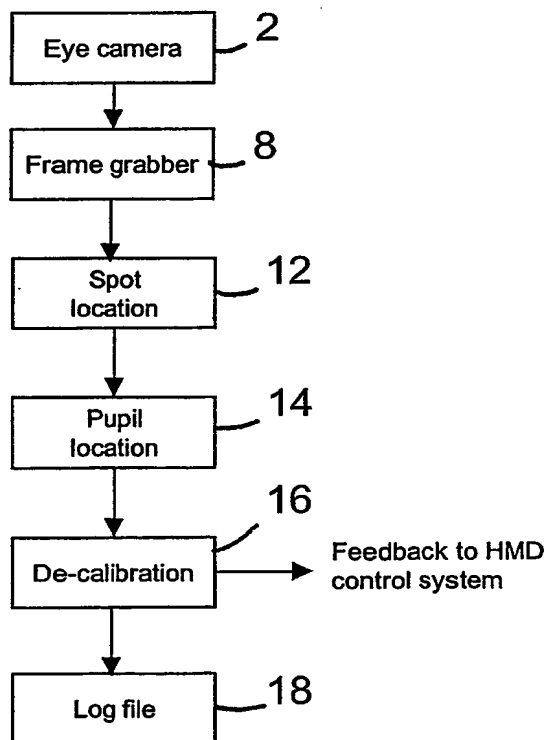 Eye camera
2
Frame grabber
8
Spot
location
12
Pupil
location
14
De-calibration
16
Feedback to HMD
control system
Log file
18